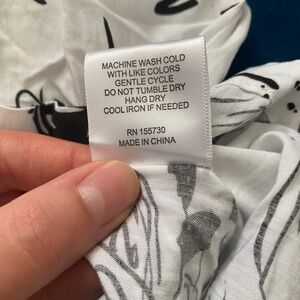 MACHINE WASH COLD
WITH LIKE COLORS
GENTLE CYCLE
DO NOT TUMBLE DRY
HANG DRY
COOL IRON IF NEEDED
RN 155730
MADE IN CHINA